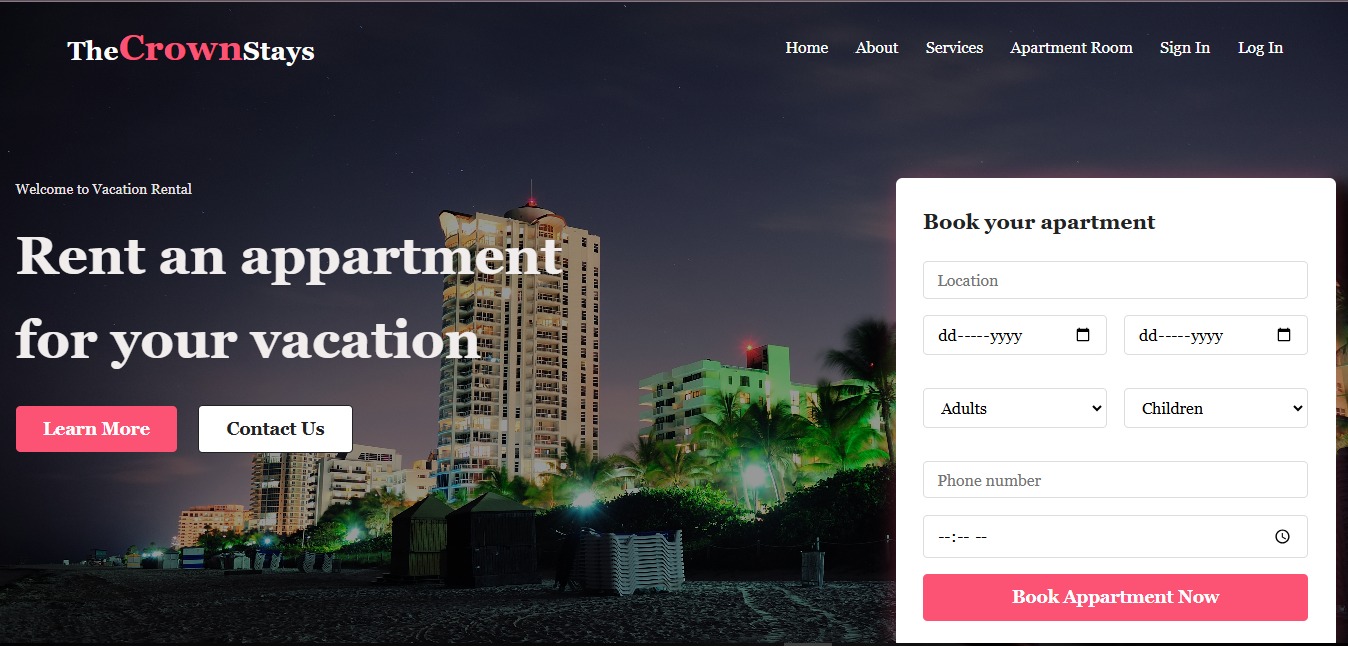 TheCrownStays
Home About Services Apartment Room Sign In Log In
Welcome to Vacation Rental
Rent an appartment
for your vacation
Learn More Contact Us
Book your apartment
Location
dd-----yyyy dd-----yyyy
Adults Children
Phone number
--:-- --
Book Appartment Now